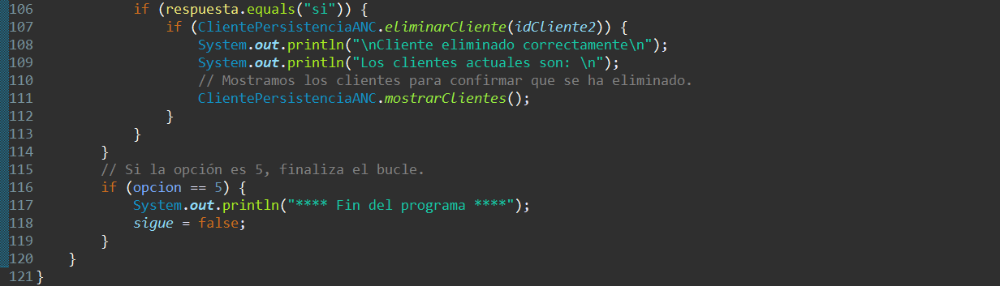 106             if (respuesta.equals("si")) {
107                 if (ClientePersistenciaANC.eliminarCliente(idCliente2)) {
108                     System.out.println("\nCliente eliminado correctamente\n");
109                     System.out.println("Los clientes actuales son: \n");
110                     // Mostramos los clientes para confirmar que se ha eliminado.
111                     ClientePersistenciaANC.mostrarClientes();
112                 }
113             }
114         }
115         // Si la opción es 5, finaliza el bucle.
116         if (opcion == 5) {
117             System.out.println("**** Fin del programa ****");
118             sigue = false;
119         }
120     }
121 }